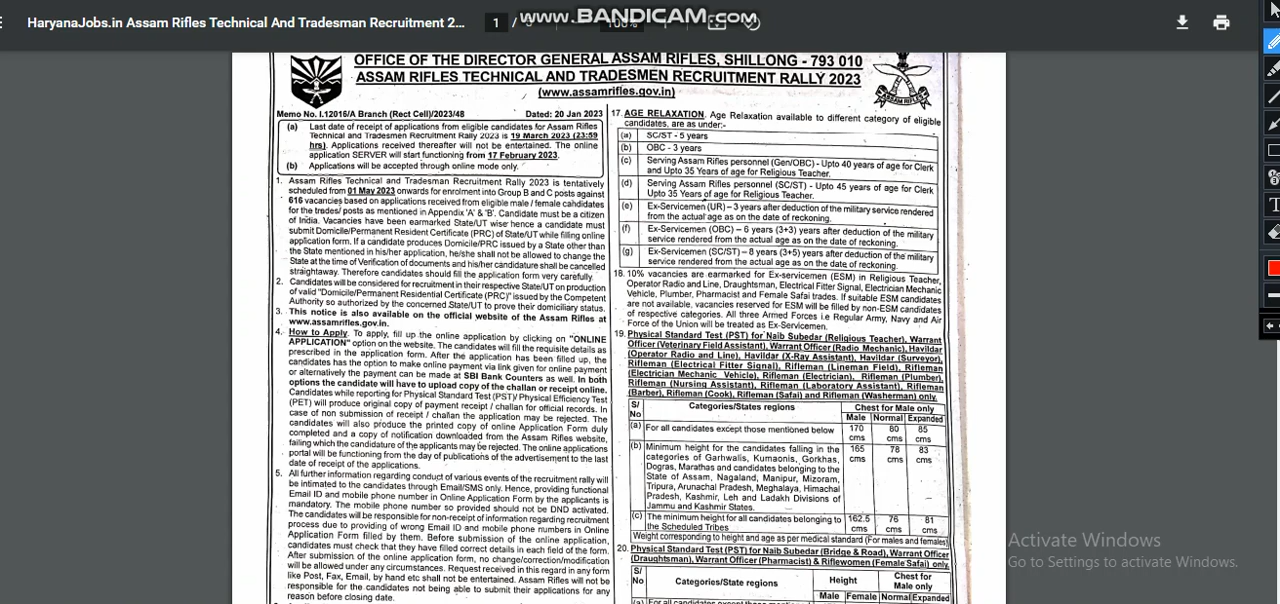 HaryanaJobs.in Assam Rifles Technical And Tradesman Recruitment 2...
1 /
www.BANDICAM.com
100%
OFFICE OF THE DIRECTOR GENERAL ASSAM RIFLES, SHILLONG - 793 010
ASSAM RIFLES TECHNICAL AND TRADESMEN RECRUITMENT RALLY 2023
(www.assamrifles.gov.in)
ASSAM RIFLES
Memo No. I.12016/A Branch (Rect Cell)/2023/48 Dated: 20 Jan 2023
(a) Last date of receipt of applications from eligible candidates for Assam Rifles
Technical and Tradesmen Recruitment Rally 2023 is 19 March 2023 (23:59
hrs). Applications received thereafter will not be entertained. The online
application SERVER will start functioning from 17 February 2023.
(b) Applications will be accepted through online mode only.
1. Assam Rifles Technical and Tradesmen Recruitment Rally 2023 is tentatively
scheduled from 01 May 2023 onwards for enrolment into Group B and C posts against
616 vacancies based on applications received from eligible male / female candidates
for the trades/ posts as mentioned in Appendix 'A' & 'B'. Candidate must be a citizen
of India. Vacancies have been earmarked State/UT wise hence a candidate must
submit Domicile/Permanent Resident Certificate (PRC) of State/UT while filling online
application form. If a candidate produces Domicile/PRC issued by a State other than
the State mentioned in his/her application, he/she shall not be allowed to change the
State at the time of Verification of documents and his/her candidature shall be cancelled
straightaway. Therefore candidates should fill the application form very carefully.
2. Candidates will be considered for recruitment in their respective State/UT on production
of valid "Domicile/Permanent Residential Certificate (PRC)" issued by the Competent
Authority so authorized by the concerned State/UT to prove their domiciliary status.
3. This notice is also available on the official website of the Assam Rifles at
www.assamrifles.gov.in.
4. How to Apply. To apply, fill up the online application by clicking on "ONLINE
APPLICATION" option on the website. The candidates will fill the requisite details as
prescribed in the application form. After the application has been filled up, the
candidates has the option to make online payment via link given for online payment
or alternatively the payment can be made at SBI Bank Counters as well. In both
options the candidate will have to upload copy of the challan or receipt online.
Candidates while reporting for Physical Standard Test (PST)/ Physical Efficiency Test
(PET) will produce original copy of payment receipt / challan for official records. In
case of non submission of receipt / challan the application may be rejected. The
candidates will also produce the printed copy of online Application Form duly
completed and a copy of notification downloaded from the Assam Rifles website,
failing which the candidature of the applicants may be rejected. The online applications
portal will be functioning from the day of publications of the advertisement to the last
date of receipt of the applications.
5. All further information regarding conduct of various events of the recruitment rally will
be intimated to the candidates through Email/SMS only. Hence, providing functional
Email ID and mobile phone number in Online Application Form by the applicants is
mandatory. The mobile phone number so provided should not be DND activated.
The candidates will be responsible for non-receipt of information regarding recruitment
process due to providing of wrong Email ID and mobile phone numbers in Online
Application Form filled by them. Before submission of the online application,
candidates must check that they have filled correct details in each field of the form.
After submission of the online application form, no change/correction/modification
will be allowed under any circumstances. Request received in this regard in any form
like Post, Fax, Email, by hand etc shall not be entertained. Assam Rifles will not be
responsible for the candidates not being able to submit their applications for any
reason before closing date.
17. AGE RELAXATION. Age Relaxation available to different category of eligible
candidates, are as under:-
(a) SC/ST - 5 years
(b) OBC - 3 years
(c) Serving Assam Rifles personnel (Gen/OBC) - Upto 40 years of age for Clerk
and Upto 35 Years of age for Religious Teacher.
(d) Serving Assam Rifles personnel (SC/ST) - Upto 45 years of age for Clerk
Upto 35 Years of age for Religious Teacher.
(e) Ex-Servicemen (UR) – 3 years after deduction of the military service rendered
from the actual age as on the date of reckoning.
(f) Ex-Servicemen (OBC) – 6 years (3+3) years after deduction of the military
service rendered from the actual age as on the date of reckoning.
(g) Ex-Servicemen (SC/ST) – 8 years (3+5) years after deduction of the military
service rendered from the actual age as on the date of reckoning.
18. 10% vacancies are earmarked for Ex-servicemen (ESM) in Religious Teacher,
Operator Radio and Line, Draughtsman, Electrical Fitter Signal, Electrician Mechanic
Vehicle, Plumber, Pharmacist and Female Safai trades. If suitable ESM candidates
are not available, vacancies reserved for ESM will be filled by non-ESM candidates
of respective categories. All three Armed Forces i.e Regular Army, Navy and Air
Force of the Union will be treated as Ex-Servicemen.
19. Physical Standard Test (PST) for Naib Subedar (Religious Teacher), Warrant
Officer (Veterinary Field Assistant), Warrant Officer (Radio Mechanic), Havildar
(Operator Radio and Line), Havildar (X-Ray Assistant), Havildar (Surveyor),
Rifleman (Electrical Fitter Signal), Rifleman (Lineman Field), Rifleman
(Electrician Mechanic Vehicle), Rifleman (Electrician), Rifleman (Plumber),
Rifleman (Nursing Assistant), Rifleman (Laboratory Assistant), Rifleman
(Barber), Rifleman (Cook), Rifleman (Safai) and Rifleman (Washerman) only.
S/ No Categories/States regions Chest for Male only
Male Normal Expanded
(a) For all candidates except those mentioned below 170 cms 80 cms 85 cms
(b) Minimum height for the candidates falling in the 165 cms 78 cms 83 cms
categories of Garhwalis, Kumaonis, Gorkhas,
Dogras, Marathas and candidates belonging to the
State of Assam, Nagaland, Manipur, Mizoram,
Tripura, Arunachal Pradesh, Meghalaya, Himachal
Pradesh, Kashmir, Leh and Ladakh Divisions of
Jammu and Kashmir States.
(c) The minimum height for all candidates belonging to 162.5 cms 76 cms 81 cms
the Scheduled Tribes
Weight corresponding to height and age as per medical standard (For males and females)
20. Physical Standard Test (PST) for Naib Subedar (Bridge & Road), Warrant Officer
(Draughtsman), Warrant Officer (Pharmacist) & Riflewomen (Female Safai) only.
S/ No Categories/State regions Height Chest for Male only
Male Female Normal Expanded
Activate Windows
Go to Settings to activate Windows.